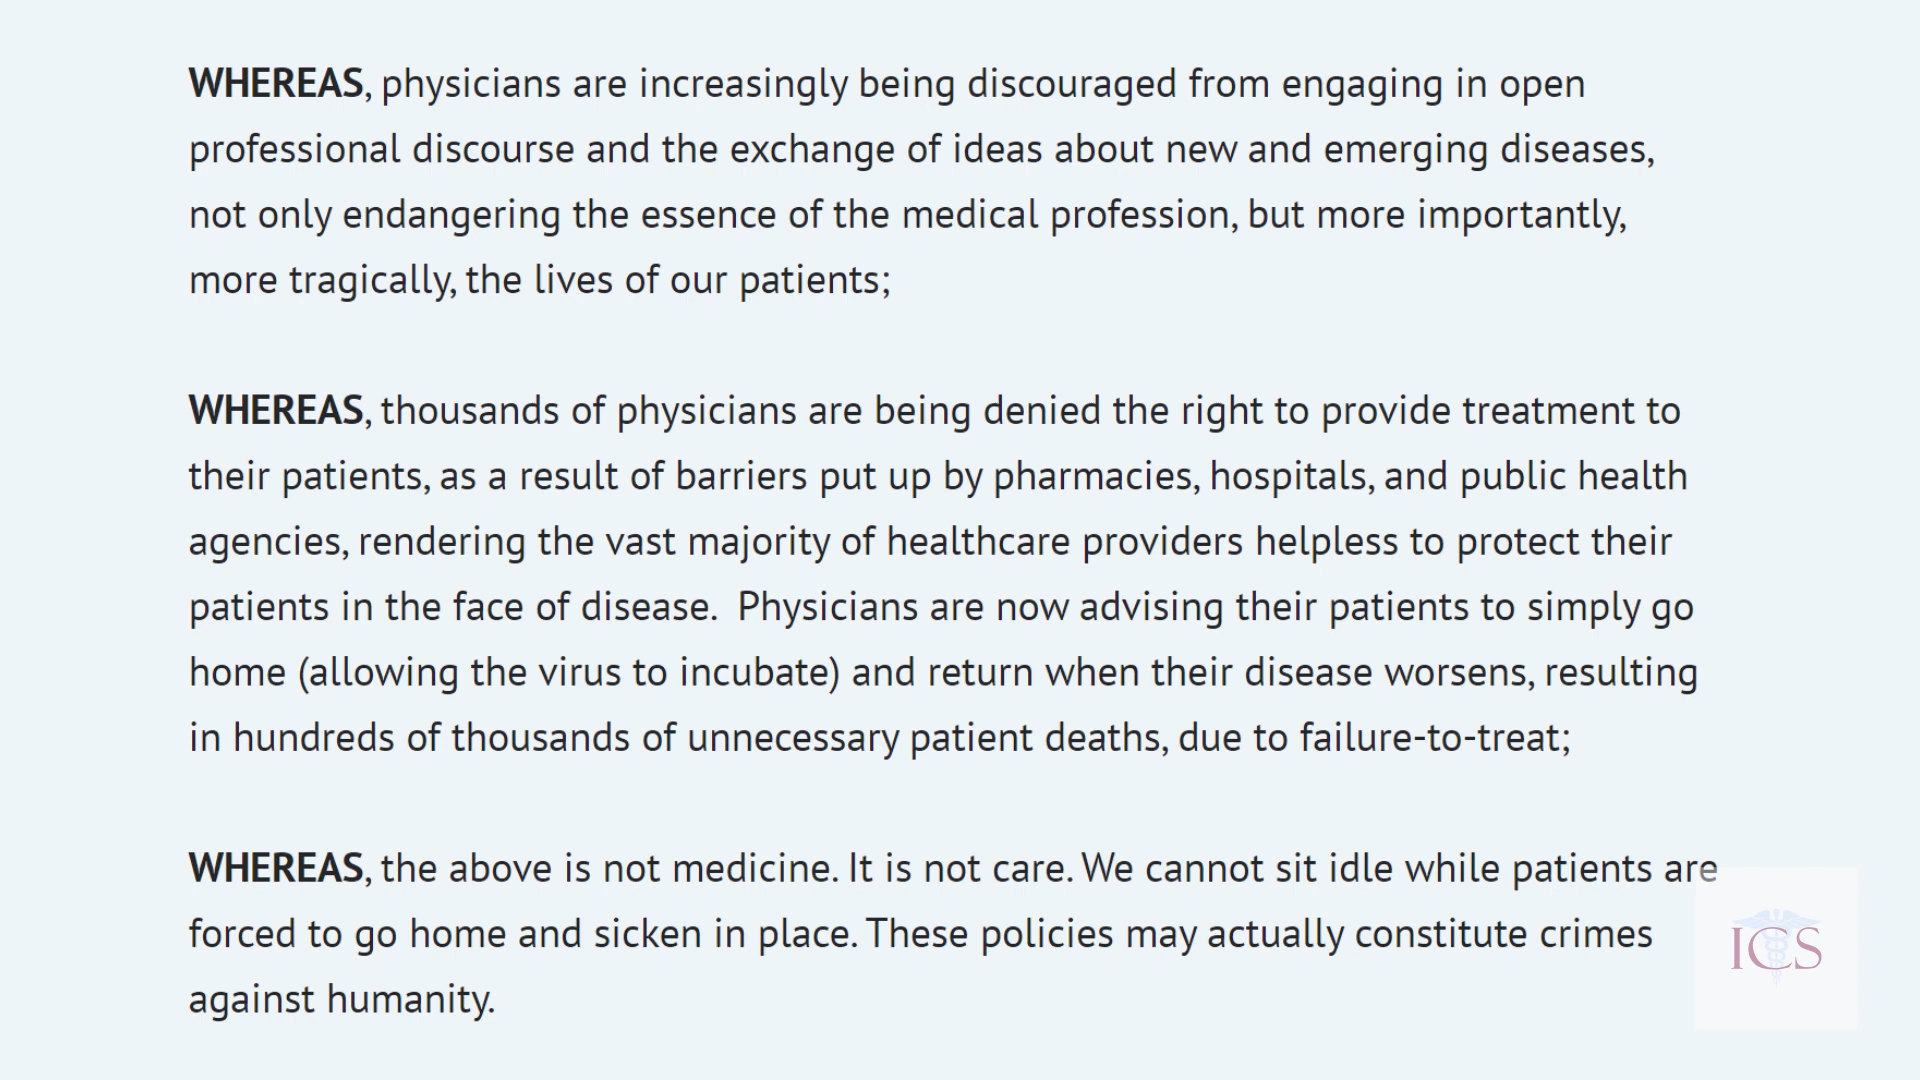 WHEREAS, physicians are increasingly being discouraged from engaging in open
professional discourse and the exchange of ideas about new and emerging diseases,
not only endangering the essence of the medical profession, but more importantly,
more tragically, the lives of our patients;
WHEREAS, thousands of physicians are being denied the right to provide treatment to
their patients, as a result of barriers put up by pharmacies, hospitals, and public health
agencies, rendering the vast majority of healthcare providers helpless to protect their
patients in the face of disease.  Physicians are now advising their patients to simply go
home (allowing the virus to incubate) and return when their disease worsens, resulting
in hundreds of thousands of unnecessary patient deaths, due to failure-to-treat;
WHEREAS, the above is not medicine. It is not care. We cannot sit idle while patients are
forced to go home and sicken in place. These policies may actually constitute crimes
against humanity.
ICS